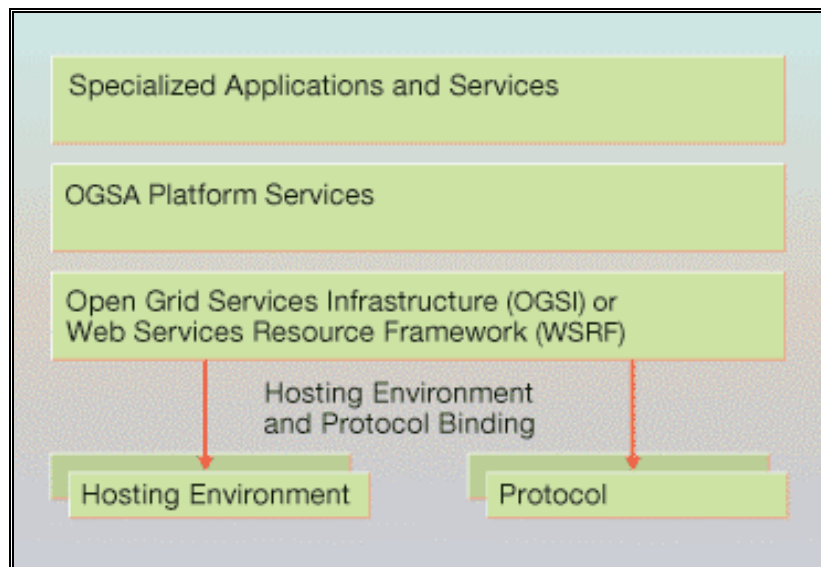 Specialized Applications and Services
OGSA Platform Services
Open Grid Services Infrastructure (OGSI) or
Web Services Resource Framework (WSRF)
Hosting Environment
and Protocol Binding
Hosting Environment
Protocol